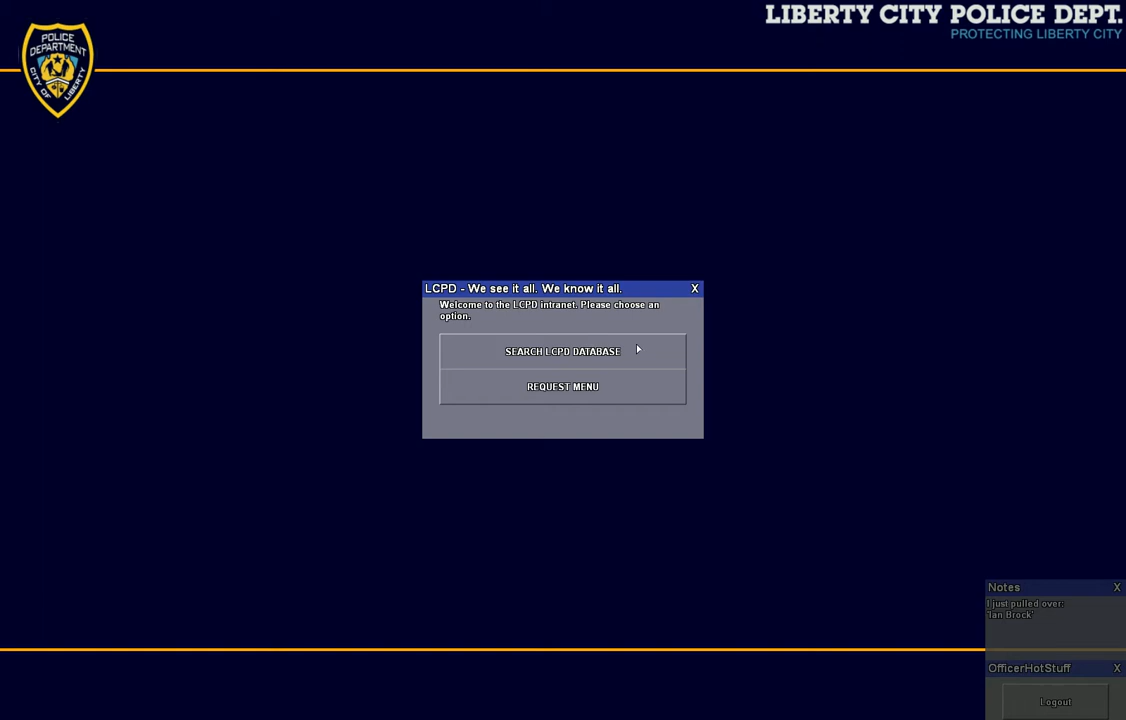 LIBERTY CITY POLICE DEPT.
PROTECTING LIBERTY CITY
POLICE
DEPARTMENT
CITY OF LIBERTY
LCPD - We see it all. We know it all. X
Welcome to the LCPD intranet. Please choose an
option.
SEARCH LCPD DATABASE
REQUEST MENU
Notes X
I just pulled over:
'Ian Brock'
OfficerHotStuff X
Logout